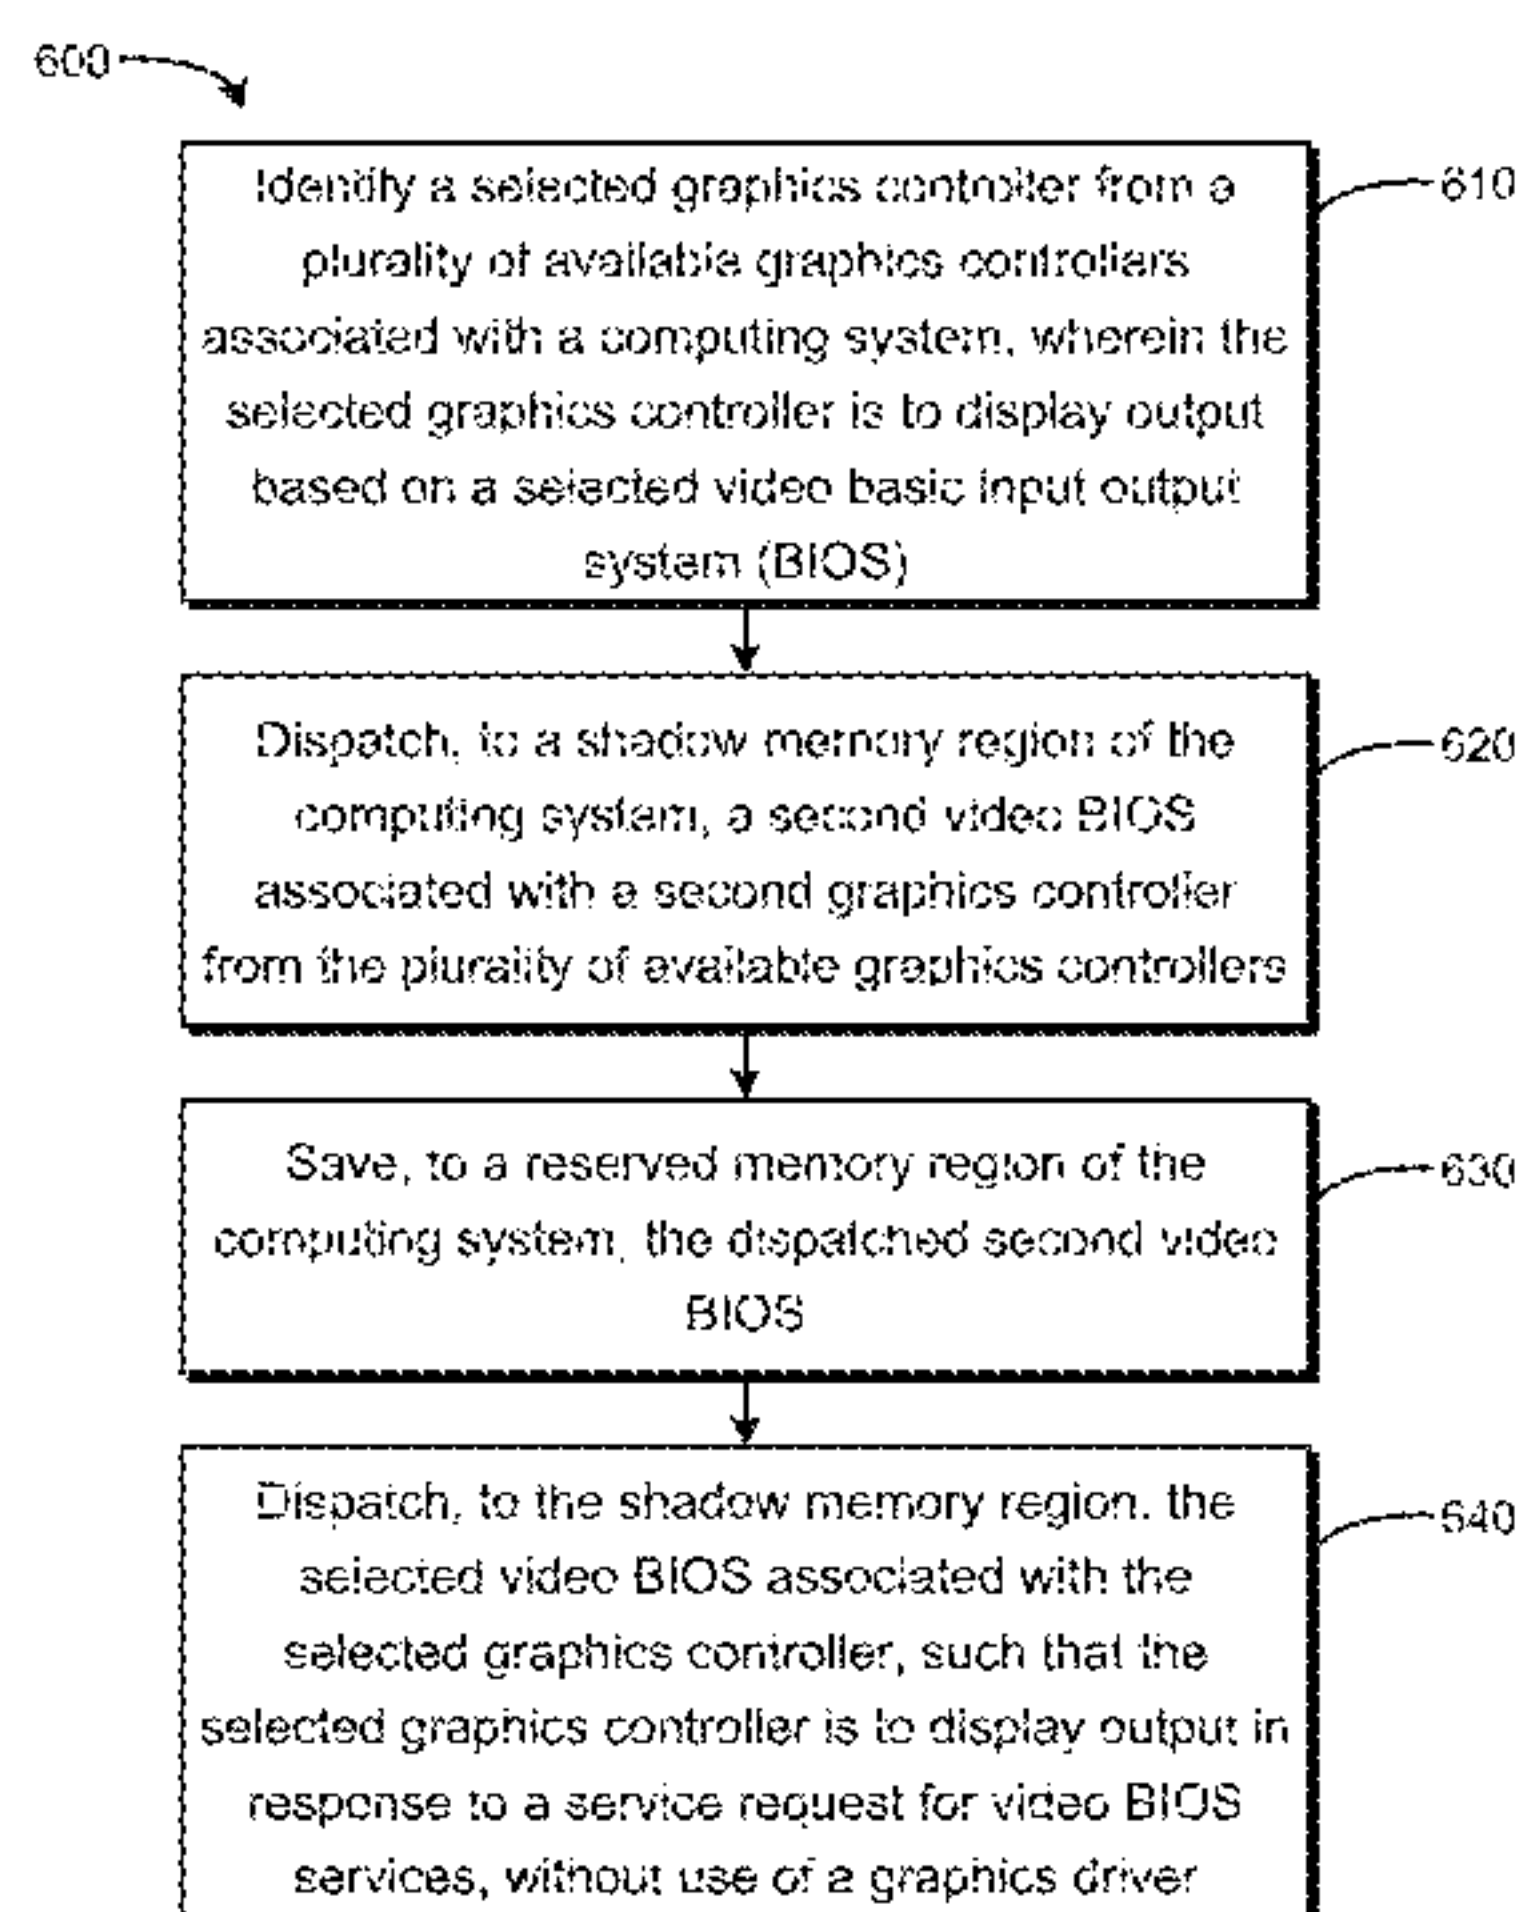 600
Identify a selected graphics controller from a
610
plurality of available graphics controllers
associated with a computing system, wherein the
selected graphics controller is to display output
based on a selected video basic input output
system (BIOS)
Dispatch, to a shadow memory region of the
620
computing system, a second video BIOS
associated with a second graphics controller
from the plurality of available graphics controllers
Save, to a reserved memory region of the
630
computing system, the dispatched second video
BIOS
Dispatch, to the shadow memory region, the
640
selected video BIOS associated with the
selected graphics controller, such that the
selected graphics controller is to display output in
response to a service request for video BIOS
services, without use of a graphics driver